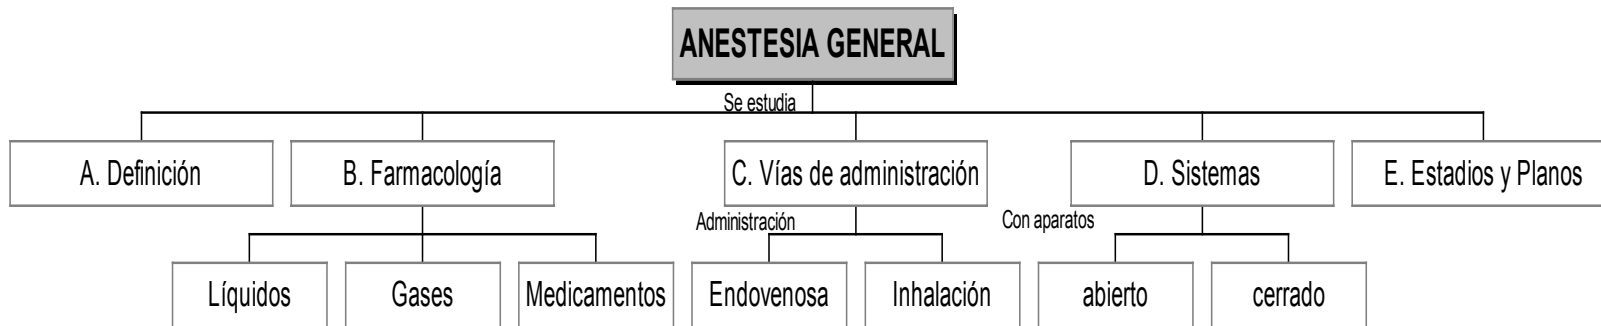 ANESTESIA GENERAL
Se estudia
A. Definición
B. Farmacología
C. Vías de administración
D. Sistemas
E. Estadios y Planos
Administración
Con aparatos
Líquidos
Gases
Medicamentos
Endovenosa
Inhalación
abierto
cerrado